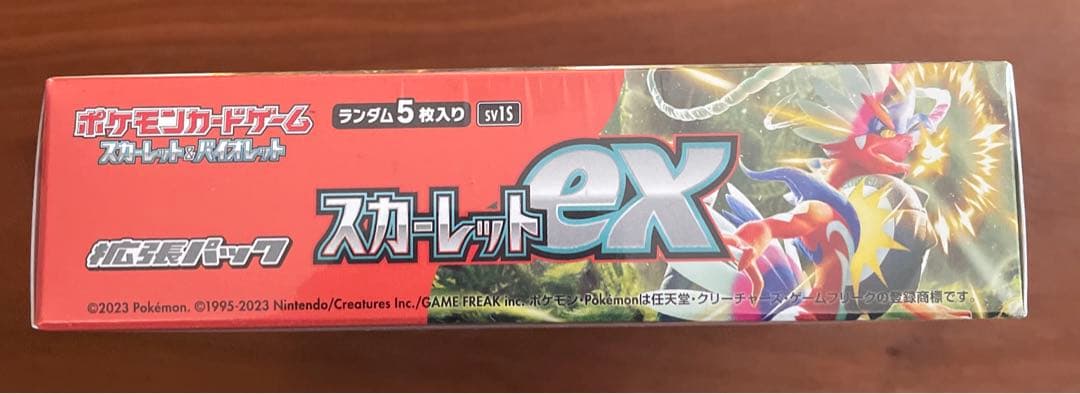 ポケモンカードゲーム
スカーレット&バイオレット
ランダム5枚入り sv1S
スカーレットex
拡張パック
©2023 Pokémon. ©1995-2023 Nintendo/Creatures Inc./GAME FREAK inc. ポケモン・Pokémonは任天堂・クリーチャーズ・ゲームフリークの登録商標です。